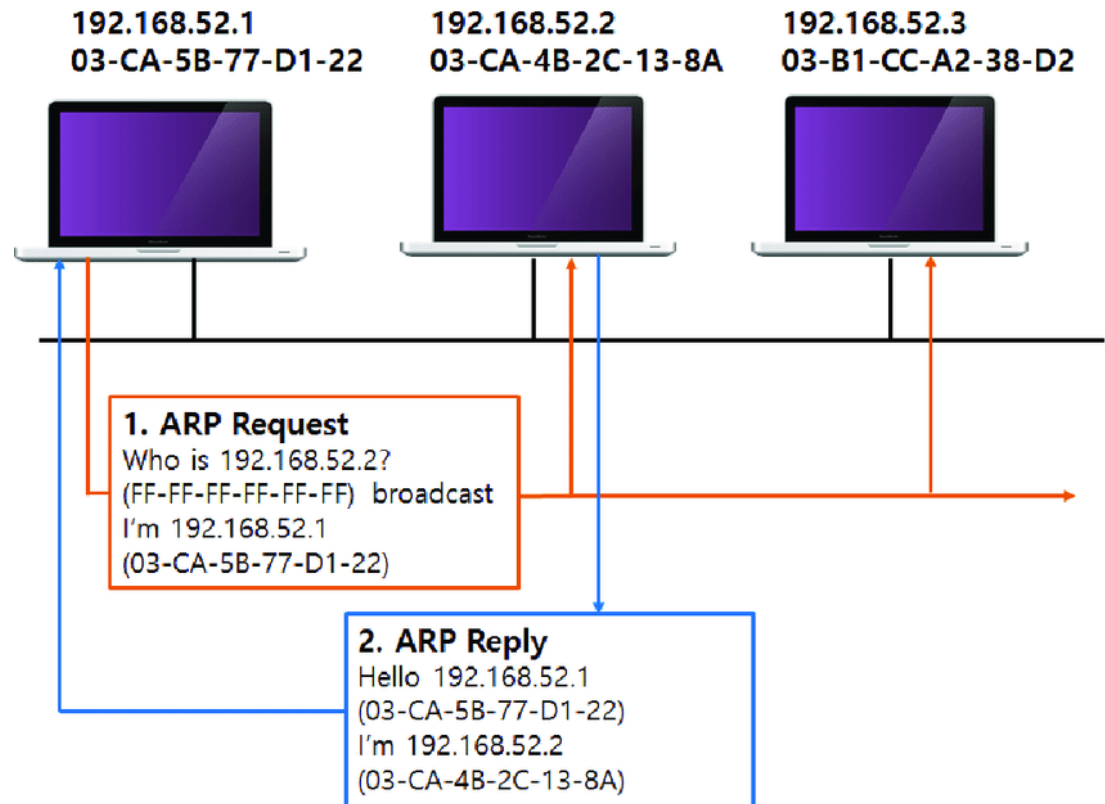 192.168.52.1
03-CA-5B-77-D1-22
192.168.52.2
03-CA-4B-2C-13-8A
192.168.52.3
03-B1-CC-A2-38-D2
1. ARP Request
Who is 192.168.52.2?
(FF-FF-FF-FF-FF-FF) broadcast
I'm 192.168.52.1
(03-CA-5B-77-D1-22)
2. ARP Reply
Hello 192.168.52.1
(03-CA-5B-77-D1-22)
I'm 192.168.52.2
(03-CA-4B-2C-13-8A)